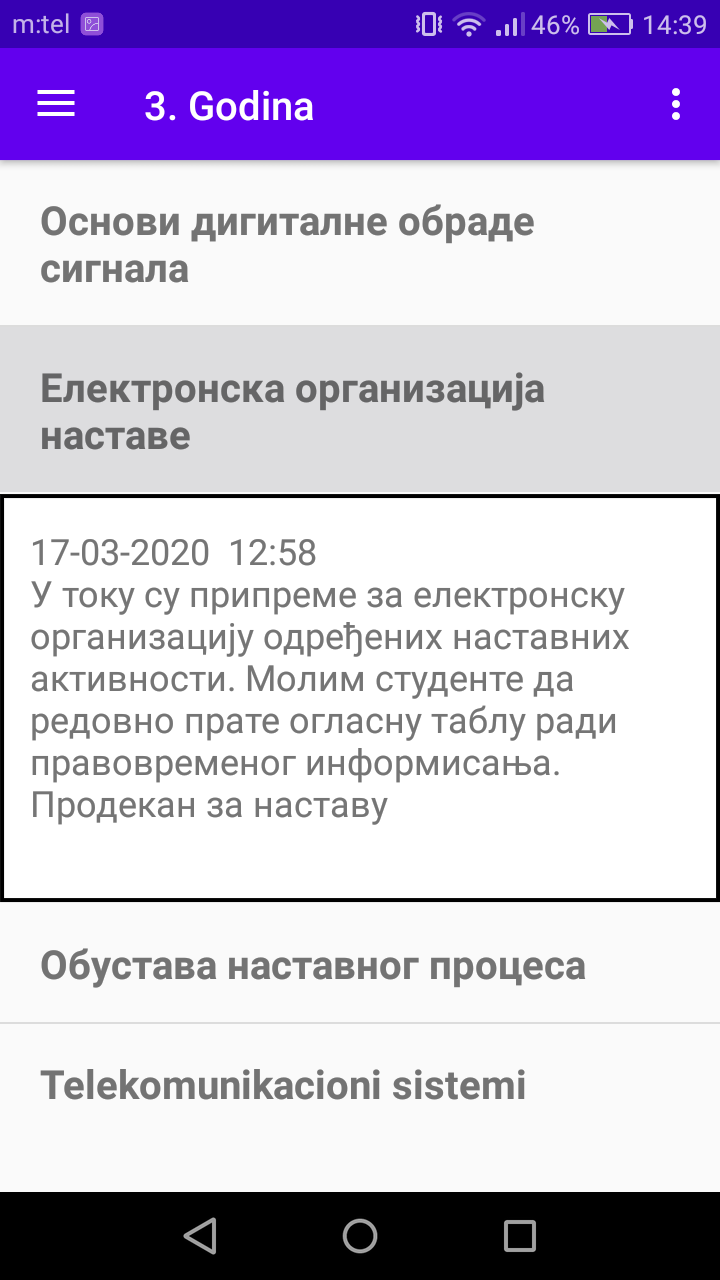 m:tel 46% 14:39
3. Godina
Основи дигиталне обраде
сигнала
Електронска организација
наставе
17-03-2020  12:58
У току су припреме за електронску
организацију одређених наставних
активности. Молим студенте да
редовно прате огласну таблу ради
правовременог информисања.
Продекан за наставу
Обустава наставног процеса
Telekomunikacioni sistemi